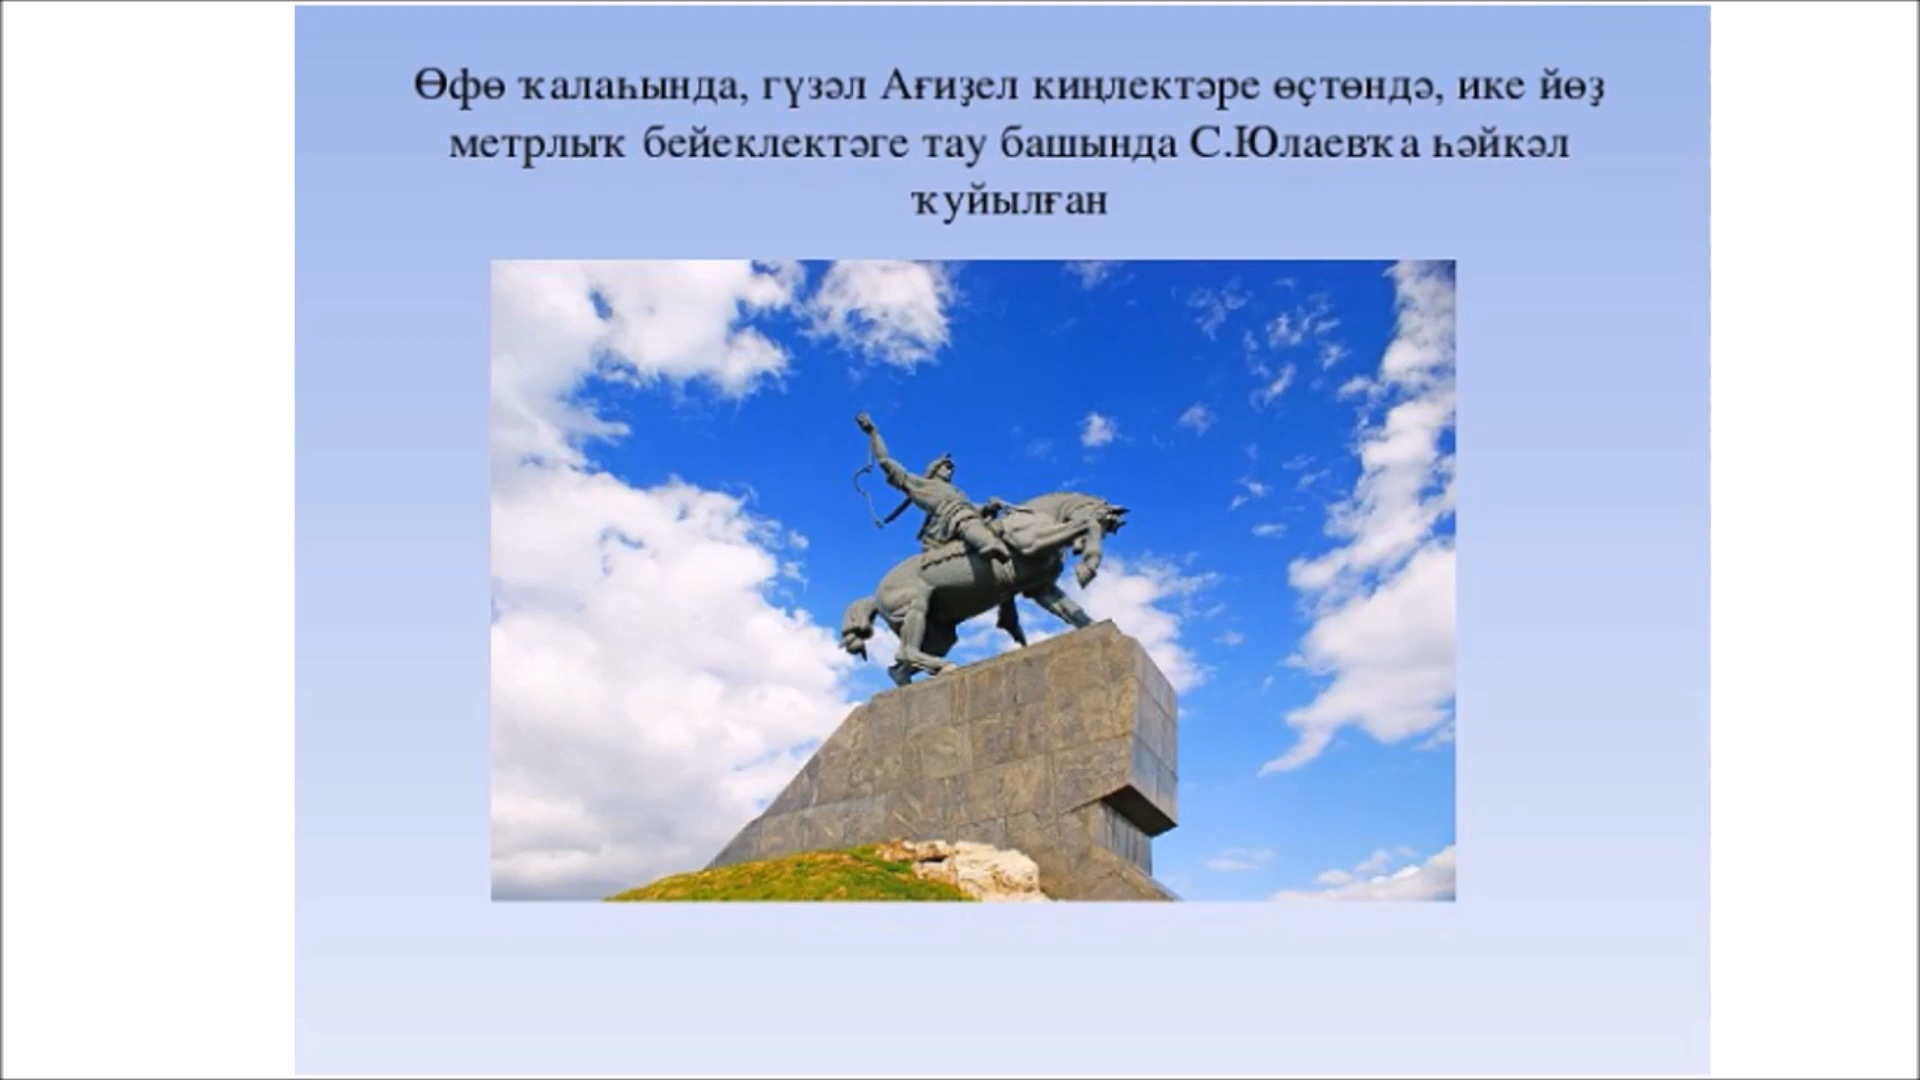 Өфө ҡалаһында, гүзәл Ағиҙел киңлектәре өҫтөндә, ике йөҙ
метрлыҡ бейеклектәге тау башында С.Юлаевҡа һәйкәл
ҡуйылған